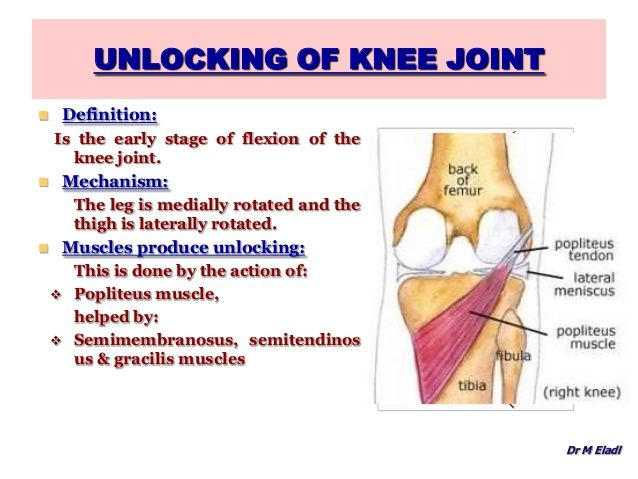 UNLOCKING OF KNEE JOINT
Definition:
Is the early stage of flexion of the
knee joint.
Mechanism:
The leg is medially rotated and the
thigh is laterally rotated.
Muscles produce unlocking:
This is done by the action of:
Popliteus muscle,
helped by:
Semimembranosus, semitendinos
us & gracilis muscles
back
of
femur
popliteus
tendon
lateral
meniscus
popliteus
muscle
fibula
tibia
(right knee)
Dr M Eladl